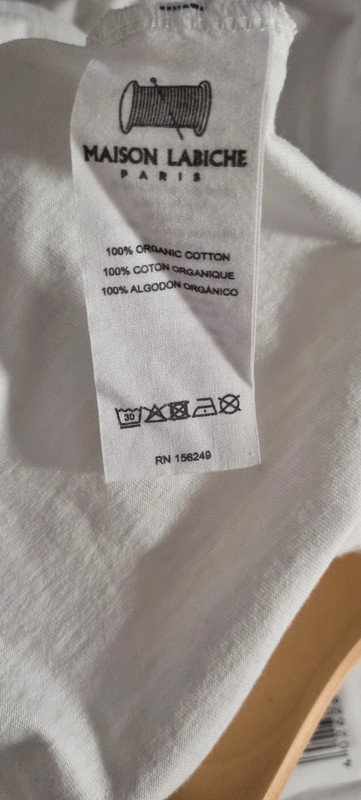 MAISON LABICHE
PARIS
100% ORGANIC COTTON
100% COTON ORGANIQUE
100% ALGODON ORGÁNICO
30
RN 156249